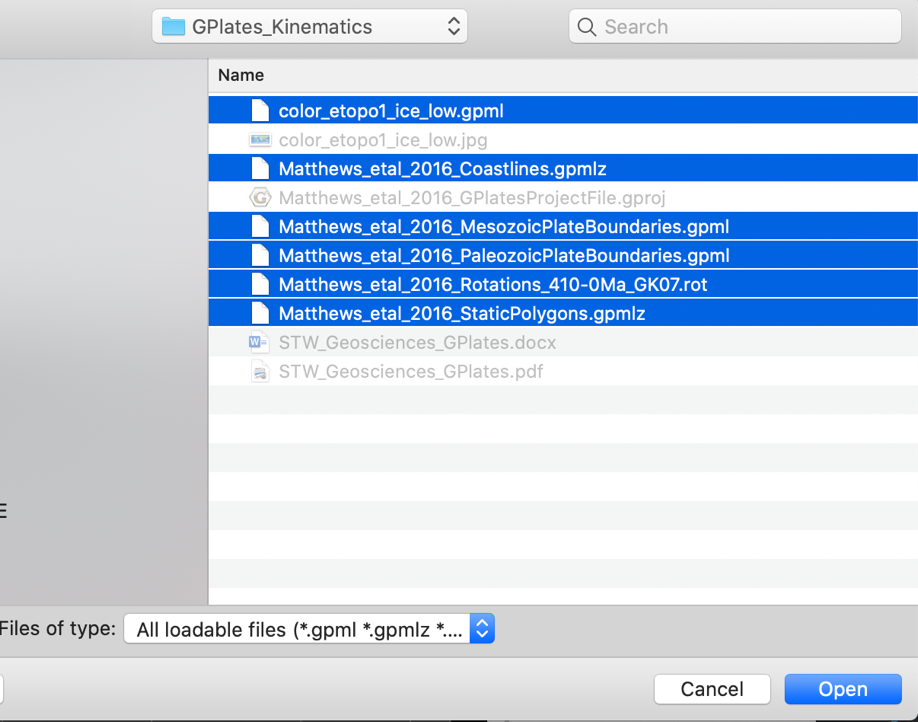 GPlates_Kinematics
Search
Name
color_etopo1_ice_low.gpml
color_etopo1_ice_low.jpg
Matthews_etal_2016_Coastlines.gpmlz
Matthews_etal_2016_GPlatesProjectFile.gproj
Matthews_etal_2016_MesozoicPlateBoundaries.gpml
Matthews_etal_2016_PaleozoicPlateBoundaries.gpml
Matthews_etal_2016_Rotations_410-0Ma_GK07.rot
Matthews_etal_2016_StaticPolygons.gpmlz
STW_Geosciences_GPlates.docx
STW_Geosciences_GPlates.pdf
E
Files of type: All loadable files (*.gpml *.gpmlz *....
Cancel Open